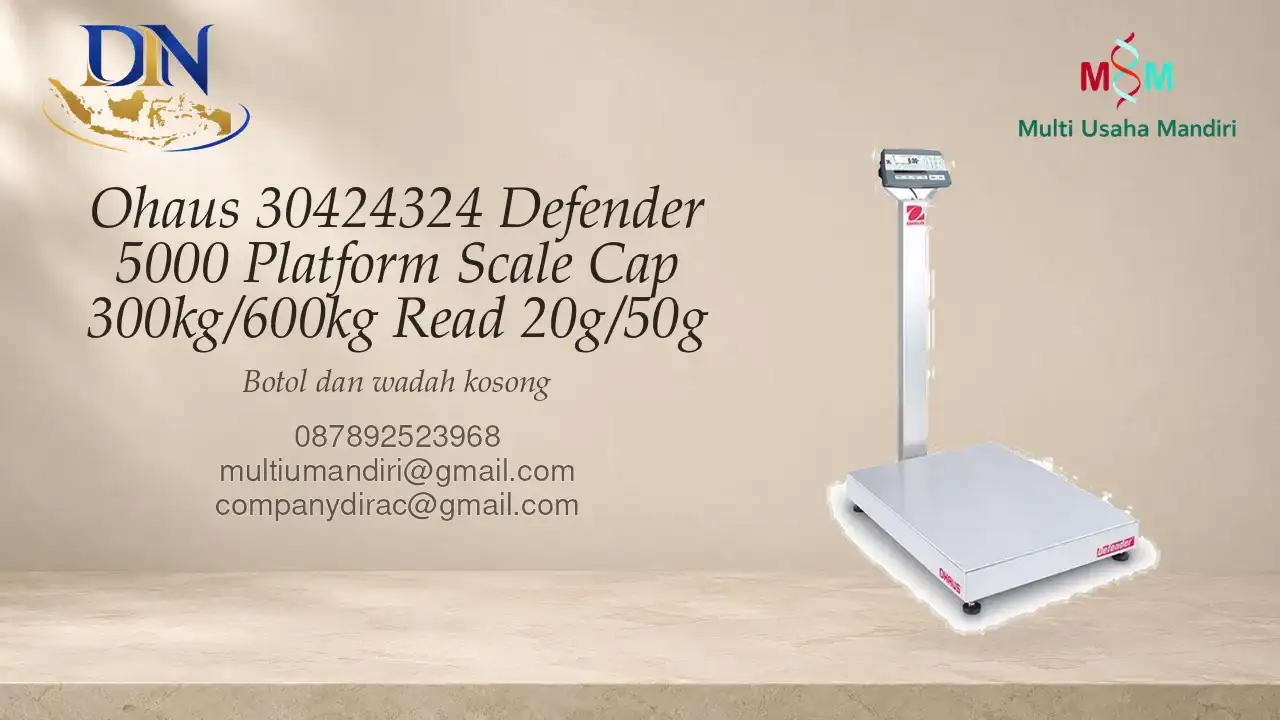 DN
M M
Multi Usaha Mandiri
Ohaus 30424324 Defender
5000 Platform Scale Cap
300kg/600kg Read 20g/50g
Botol dan wadah kosong
087892523968
multiumandiri@gmail.com
companydirac@gmail.com
OHAUS
Defender